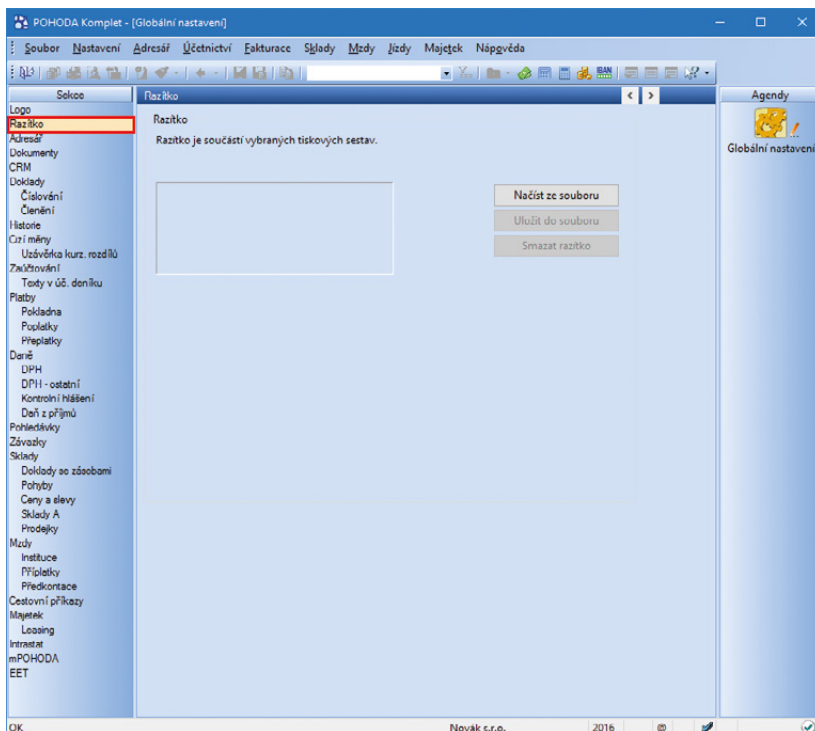 POHODA Komplet - [Globální nastavení]
Soubor Nastavení Adresář Účetnictví Fakturace Sklady Mzdy Jízdy Majetek Nápověda
Sekce
Razítko
Agendy
Logo
Razítko
Adresář
Dokumenty
CRM
Doklady
Číslování
Členění
Historie
Cizí měny
Uzávěrka kurz. rozdílů
Zaúčtování
Texty v úč. deníku
Platby
Pokladna
Poplatky
Přeplatky
Daně
DPH
DPH - ostatní
Kontrolní hlášení
Daň z příjmů
Pohledávky
Závazky
Sklady
Doklady se zásobami
Pohyby
Ceny a slevy
Sklady A
Prodejky
Mzdy
Instituce
Příplatky
Předkontace
Cestovní příkazy
Majetek
Leasing
Intrastat
mPOHODA
EET
Razítko
Razítko je součástí vybraných tiskových sestav.
Načíst ze souboru
Uložit do souboru
Smazat razítko
Globální nastavení
OK
Novák s.r.o.
2016
@